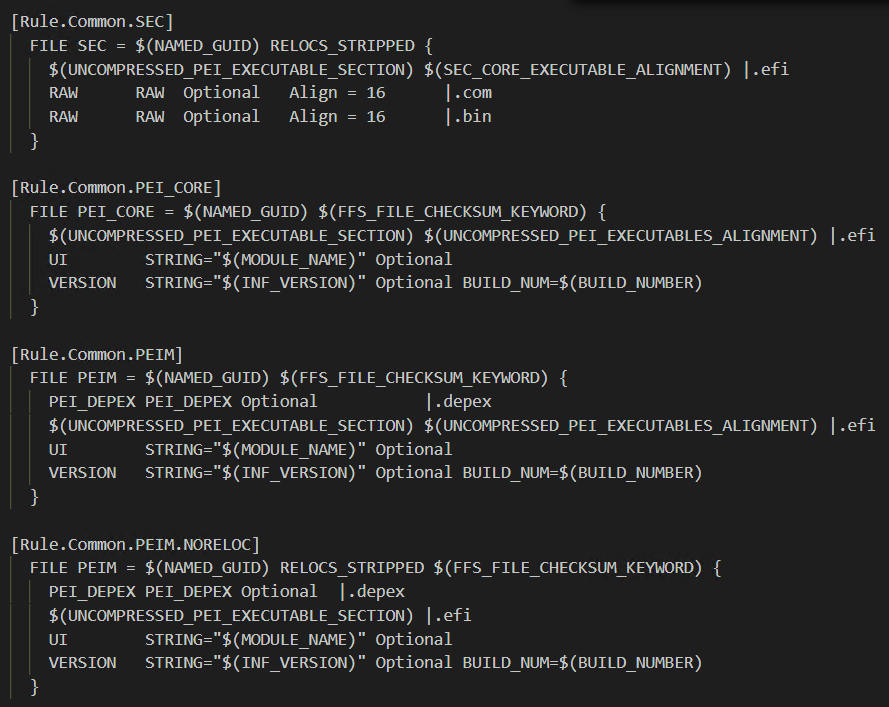 [Rule.Common.SEC]
  FILE SEC = $(NAMED_GUID) RELOCS_STRIPPED {
    $(UNCOMPRESSED_PEI_EXECUTABLE_SECTION) $(SEC_CORE_EXECUTABLE_ALIGNMENT) |.efi
    RAW      RAW  Optional   Align = 16      |.com
    RAW      RAW  Optional   Align = 16      |.bin
  }

[Rule.Common.PEI_CORE]
  FILE PEI_CORE = $(NAMED_GUID) $(FFS_FILE_CHECKSUM_KEYWORD) {
    $(UNCOMPRESSED_PEI_EXECUTABLE_SECTION) $(UNCOMPRESSED_PEI_EXECUTABLES_ALIGNMENT) |.efi
    UI        STRING="$(MODULE_NAME)" Optional
    VERSION   STRING="$(INF_VERSION)" Optional BUILD_NUM=$(BUILD_NUMBER)
  }

[Rule.Common.PEIM]
  FILE PEIM = $(NAMED_GUID) $(FFS_FILE_CHECKSUM_KEYWORD) {
    PEI_DEPEX PEI_DEPEX Optional           |.depex
    $(UNCOMPRESSED_PEI_EXECUTABLE_SECTION) $(UNCOMPRESSED_PEI_EXECUTABLES_ALIGNMENT) |.efi
    UI        STRING="$(MODULE_NAME)" Optional
    VERSION   STRING="$(INF_VERSION)" Optional BUILD_NUM=$(BUILD_NUMBER)
  }

[Rule.Common.PEIM.NORELOC]
  FILE PEIM = $(NAMED_GUID) RELOCS_STRIPPED $(FFS_FILE_CHECKSUM_KEYWORD) {
    PEI_DEPEX PEI_DEPEX Optional  |.depex
    $(UNCOMPRESSED_PEI_EXECUTABLE_SECTION) |.efi
    UI        STRING="$(MODULE_NAME)" Optional
    VERSION   STRING="$(INF_VERSION)" Optional BUILD_NUM=$(BUILD_NUMBER)
  }